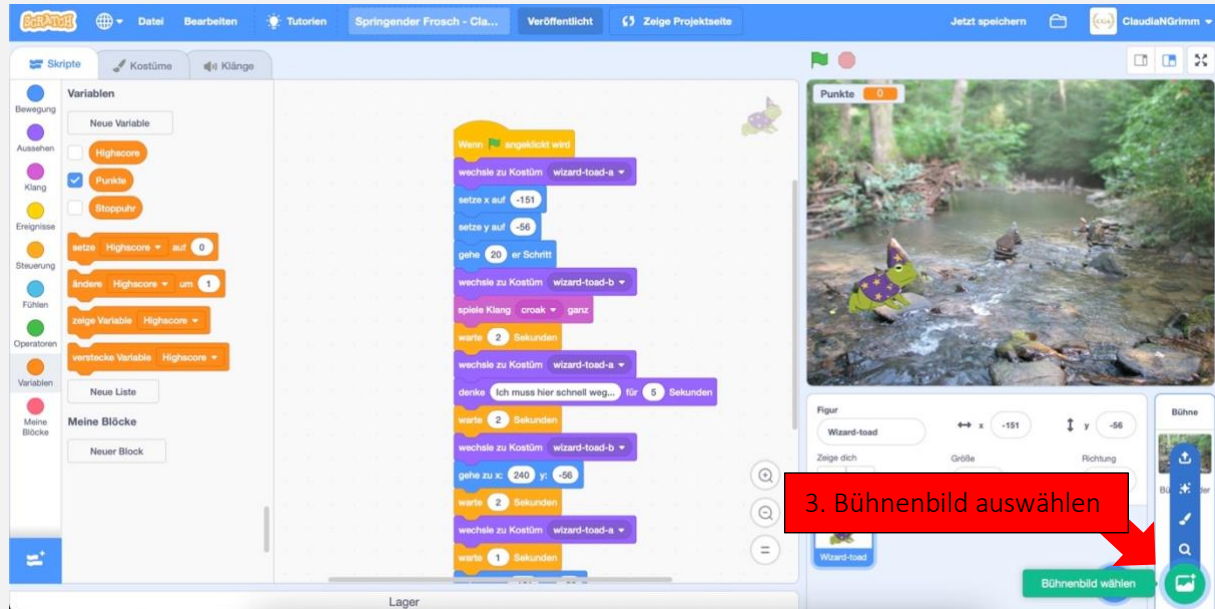 SCRATCH Datei Bearbeiten Tutorien Springender Frosch - Cla... Veröffentlicht Zeige Projektseite Jetzt speichern ClaudiaNGrimm
Skripte Kostüme Klänge
Bewegung
Aussehen
Klang
Ereignisse
Steuerung
Fühlen
Operatoren
Variablen
Meine
Blöcke
Variablen
Neue Variable
Highscore
Punkte
Stoppuhr
setze Highscore auf 0
ändere Highscore um 1
zeige Variable Highscore
verstecke Variable Highscore
Neue Liste
Meine Blöcke
Neuer Block
Wenn angeklickt wird
wechsle zu Kostüm wizard-toad-a
setze x auf -151
setze y auf -56
gehe 20 er Schritt
wechsle zu Kostüm wizard-toad-b
spiele Klang croak ganz
warte 2 Sekunden
wechsle zu Kostüm wizard-toad-a
denke Ich muss hier schnell weg... für 5 Sekunden
warte 2 Sekunden
wechsle zu Kostüm wizard-toad-b
gehe zu x: 240 y: -56
warte 2 Sekunden
wechsle zu Kostüm wizard-toad-a
warte 1 Sekunden
Lager
Punkte 0
Figur
Wizard-toad
x -151
y -56
Zeige dich
Größe
Richtung
Bühne
3. Bühnenbild auswählen
Wizard-toad
Bühnenbild wählen